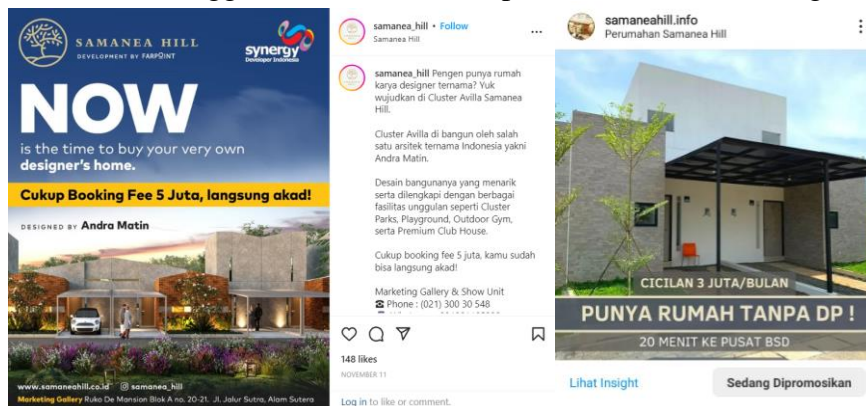 SAMANEA HILL
DEVELOPMENT BY FARPOINT
synergy
Developer Indonesia
NOW
is the time to buy your very own
designer's home.
Cukup Booking Fee 5 Juta, langsung akad!
DESIGNED BY Andra Matin
www.samaneahill.co.id samanea_hill
Marketing Gallery Ruko De Mansion Blok A no. 20-21. Jl. Jalur Sutra, Alam Sutera
samanea_hill • Follow
Samanea Hill
samanea_hill Pengen punya rumah
karya designer ternama? Yuk
wujudkan di Cluster Avilla Samanea
Hill.
Cluster Avilla di bangun oleh salah
satu arsitek ternama Indonesia yakni
Andra Matin.
Desain bangunanya yang menarik
serta dilengkapi dengan berbagai
fasilitas unggulan seperti Cluster
Parks, Playground, Outdoor Gym,
serta Premium Club House.
Cukup booking fee 5 juta, kamu sudah
bisa langsung akad!
Marketing Gallery & Show Unit
Phone : (021) 300 30 548
148 likes
NOVEMBER 11
Log in to like or comment.
samaneahill.info
Perumahan Samanea Hill
CICILAN 3 JUTA/BULAN
PUNYA RUMAH TANPA DP !
20 MENIT KE PUSAT BSD
Lihat Insight
Sedang Dipromosikan